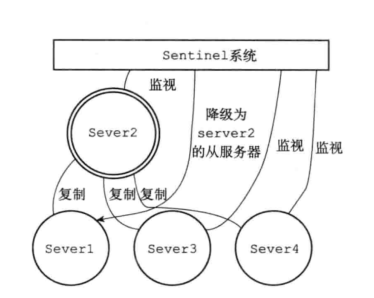 Sentinel系统
监视
Sever2
降级为
server2
的从服务器
监视
监视
复制
复制
复制
Sever1
Sever3
Sever4